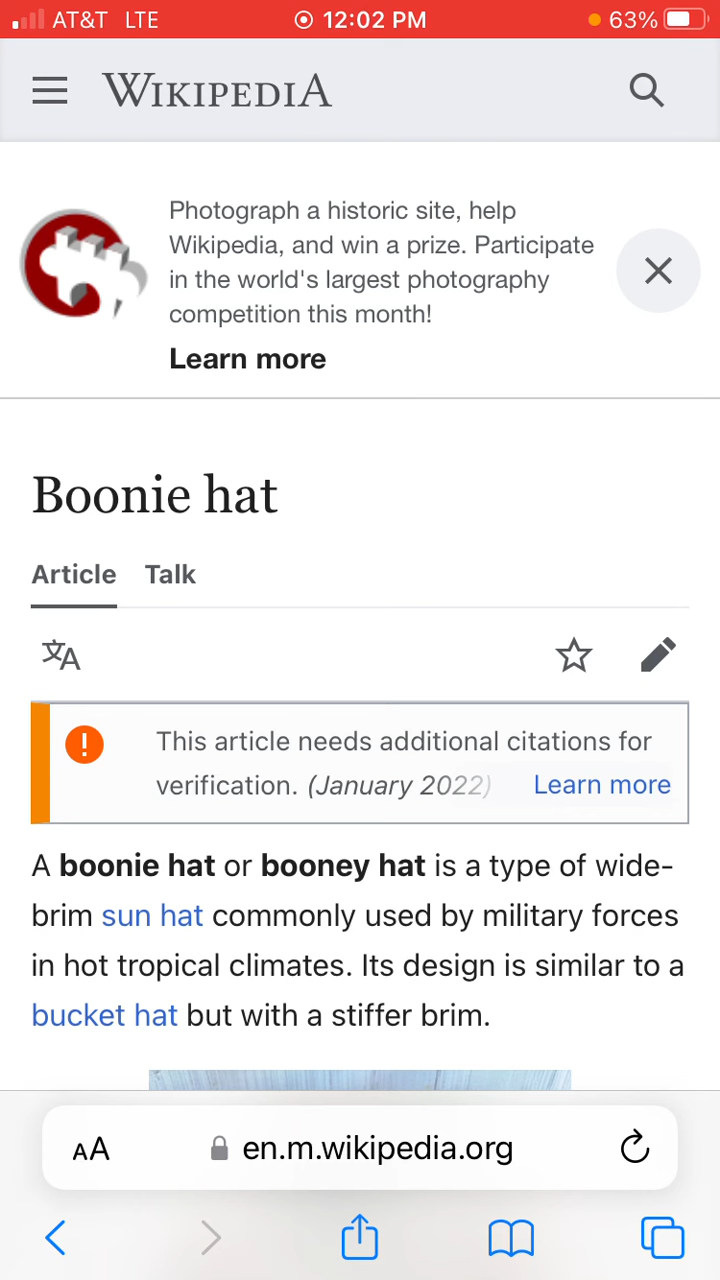 AT&T LTE 12:02 PM 63%
WIKIPEDIA
Photograph a historic site, help
Wikipedia, and win a prize. Participate
in the world's largest photography
competition this month!
Learn more
Boonie hat
Article Talk
文A
This article needs additional citations for
verification. (January 2022) Learn more
A boonie hat or booney hat is a type of wide-
brim sun hat commonly used by military forces
in hot tropical climates. Its design is similar to a
bucket hat but with a stiffer brim.
AA en.m.wikipedia.org